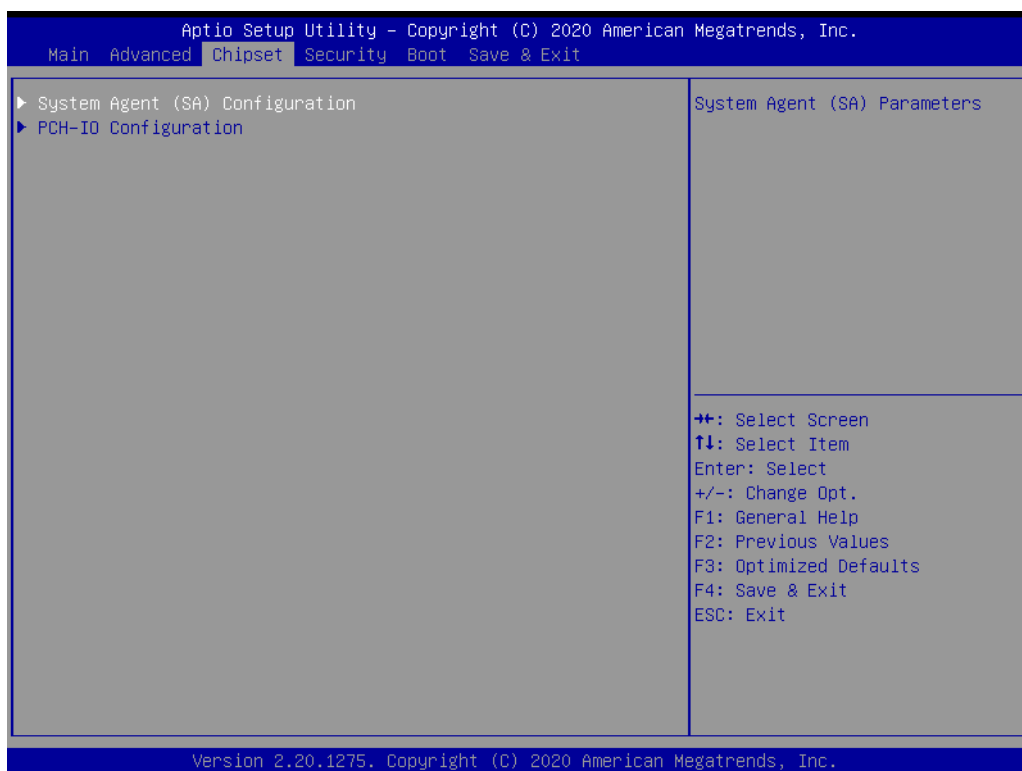 Aptio Setup Utility – Copyright (C) 2020 American Megatrends, Inc.
Main Advanced Chipset Security Boot Save & Exit
▶ System Agent (SA) Configuration
▶ PCH-IO Configuration
System Agent (SA) Parameters
→←: Select Screen
↑↓: Select Item
Enter: Select
+/-: Change Opt.
F1: General Help
F2: Previous Values
F3: Optimized Defaults
F4: Save & Exit
ESC: Exit
Version 2.20.1275. Copyright (C) 2020 American Megatrends, Inc.